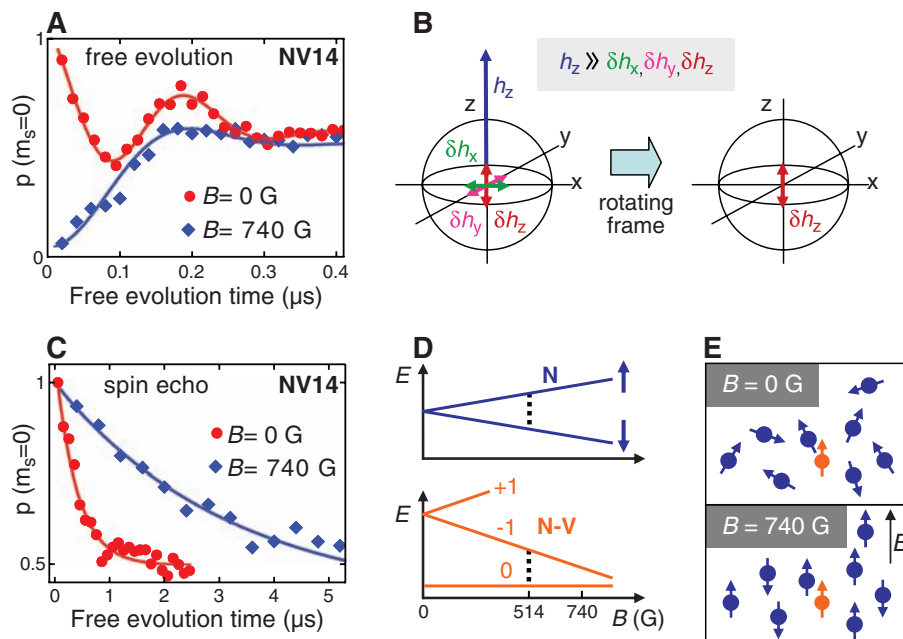 A
free evolution NV14
1
p (mₛ=0)
B= 0 G
B= 740 G
0
0 0.1 0.2 0.3 0.4
Free evolution time (µs)
B
h_z ≫ δh_x, δh_y, δh_z
z
h_z
y
δh_x
x
δh_y
δh_z
rotating
frame
z
y
x
δh_z
C
spin echo NV14
1
p (mₛ=0)
B= 0 G
B= 740 G
0.5
0 1 2 3 4 5
Free evolution time (µs)
D
E
N
E
+1
N-V
-1
0
0 514 740 B (G)
E
B = 0 G
B = 740 G
B